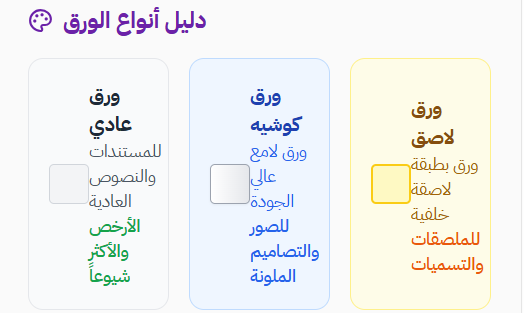 دليل أنواع الورق
ورق
لاصق
ورق بطبقة
لاصقة
خلفية
للملصقات
والتسميات
ورق
كوشيه
ورق لامع
عالي
الجودة
للصور
والتصاميم
الملونة
ورق
عادي
للمستندات
والنصوص
العادية
الأرخص
والأكثر
شيوعاً